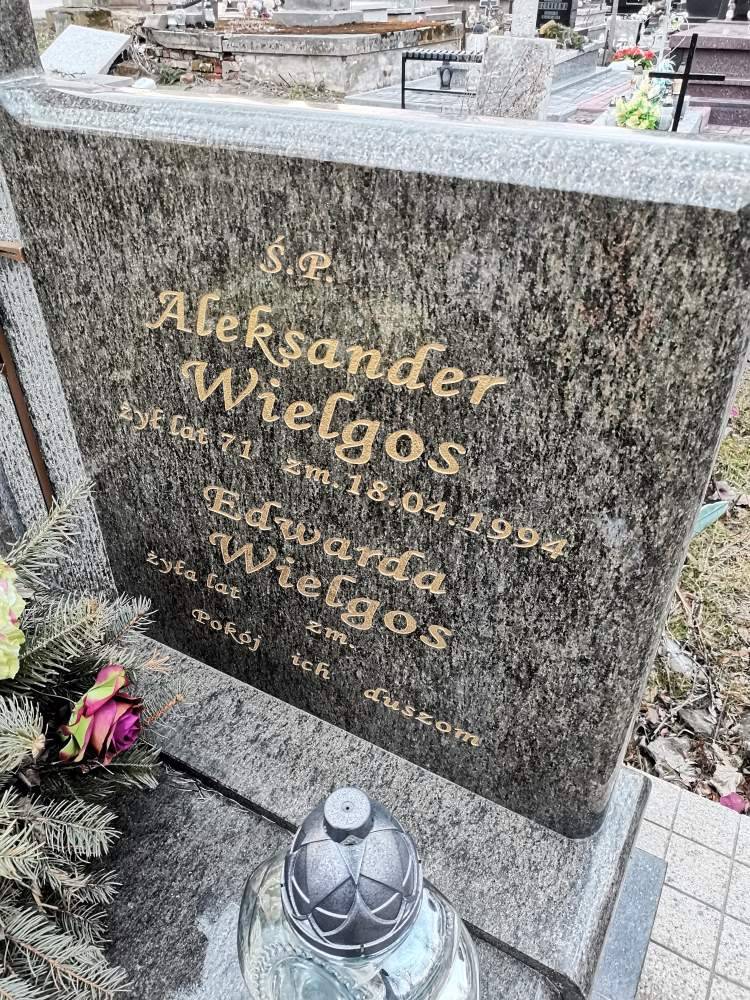 Ś.P.
Aleksander
Wielgos
żył lat 71 zm. 18.04.1994
Edwarda
Wielgos
żyła lat zm.
Pokój ich duszom